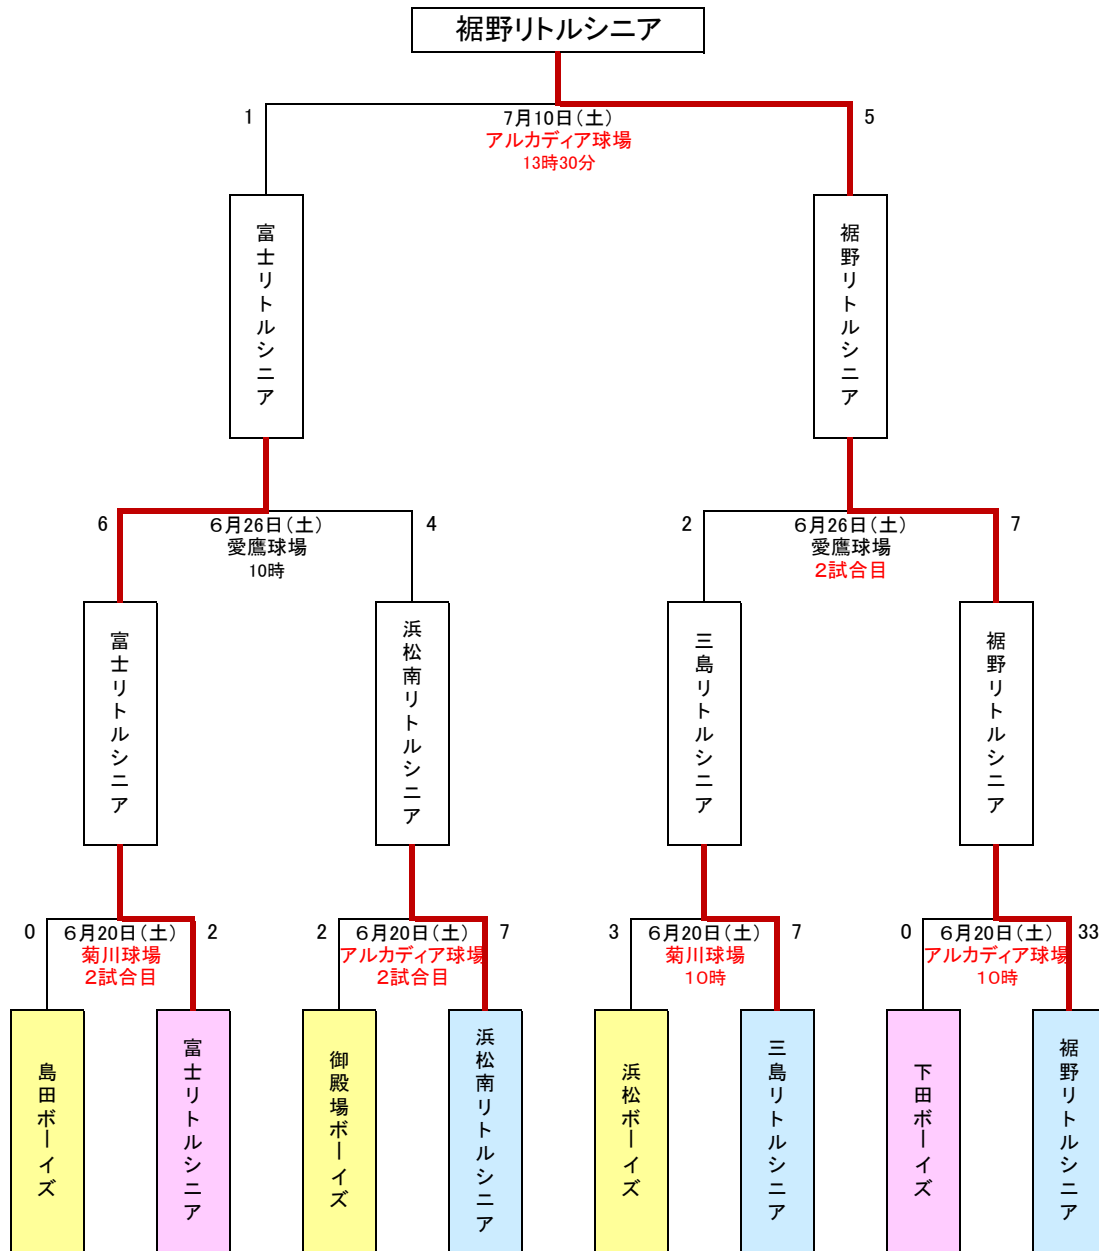 裾野リトルシニア
1
7月10日（土）
5
アルカディア球場
13時30分
富士リトルシニア
裾野リトルシニア
6
６月26日（土）
4
愛鷹球場
10時
2
６月26日（土）
7
愛鷹球場
２試合目
富士リトルシニア
浜松南リトルシニア
三島リトルシニア
裾野リトルシニア
0
６月20日（土）
2
菊川球場
２試合目
2
６月20日（土）
7
アルカディア球場
２試合目
3
６月20日（土）
7
菊川球場
１０時
0
６月20日（土）
33
アルカディア球場
１０時
島田ボーイズ
富士リトルシニア
御殿場ボーイズ
浜松南リトルシニア
浜松ボーイズ
三島リトルシニア
下田ボーイズ
裾野リトルシニア